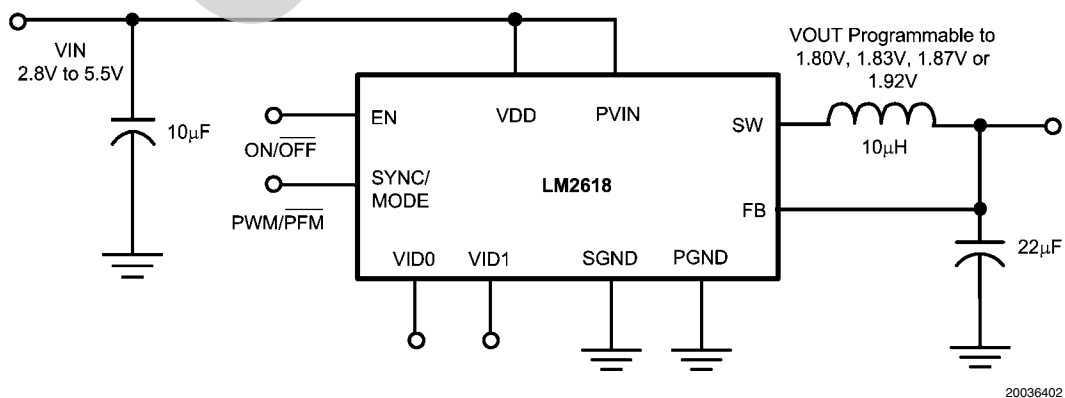 VIN
2.8V to 5.5V
10μF
ON/OFF
PWM/PFM
EN
VDD
PVIN
SW
SYNC/
MODE
LM2618
FB
VID0
VID1
SGND
PGND
VOUT Programmable to
1.80V, 1.83V, 1.87V or
1.92V
10μH
22μF
20036402